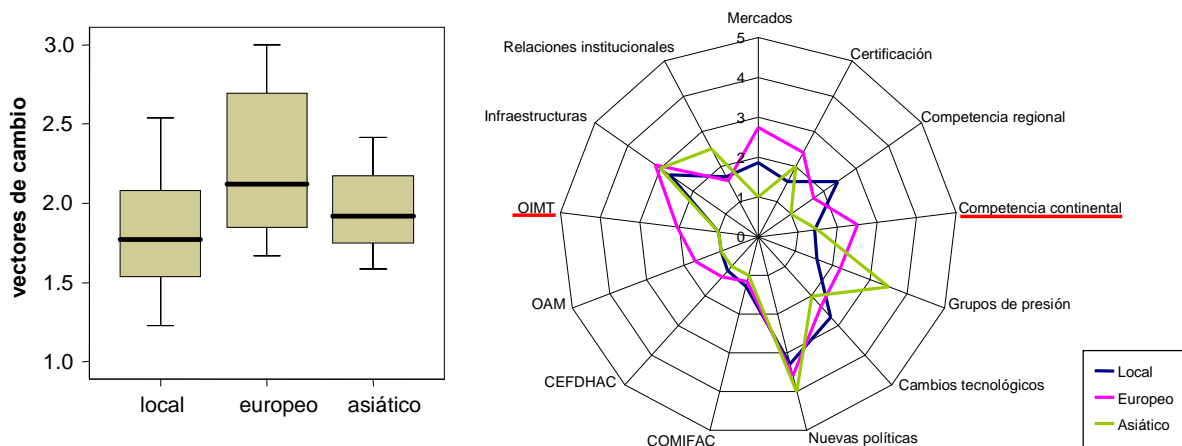 vectores de cambio
3.0
2.5
2.0
1.5
1.0
local
europeo
asiático
Mercados
Certificación
Competencia regional
Competencia continental
Grupos de presión
Cambios tecnológicos
Nuevas políticas
COMIFAC
CEFDHAC
OAM
OIMT
Infraestructuras
Relaciones institucionales
5
4
3
2
1
0
Local
Europeo
Asiático